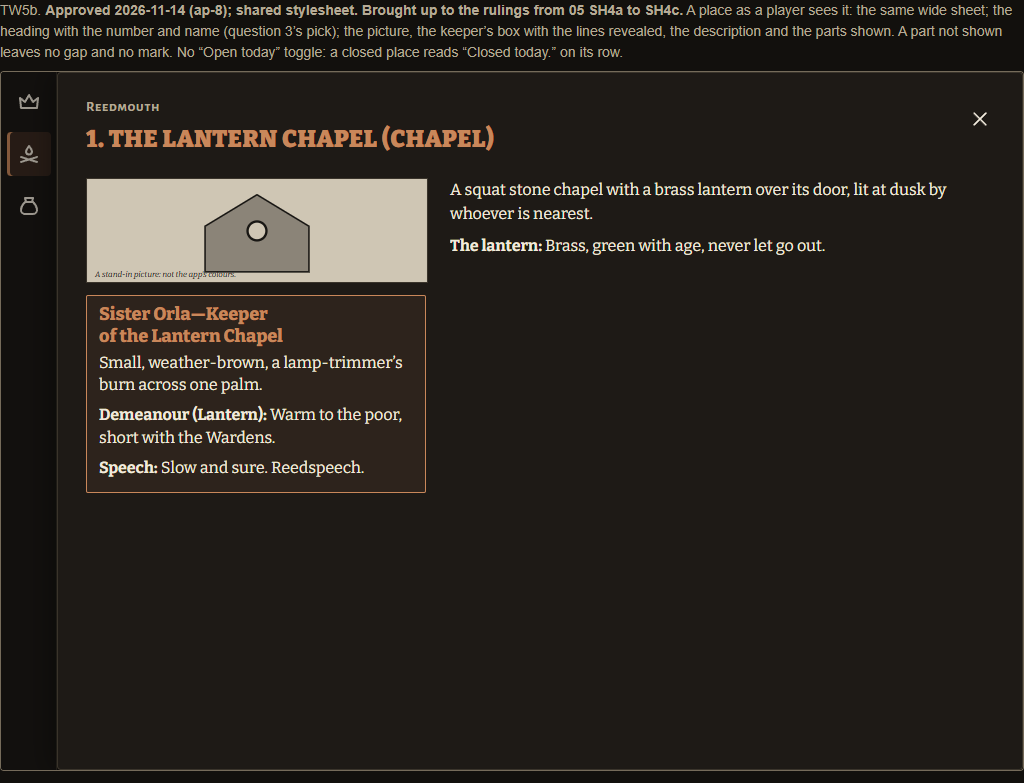 TW5b. Approved 2026-11-14 (ap-8); shared stylesheet. Brought up to the rulings from 05 SH4a to SH4c. A place as a player sees it: the same wide sheet; the
heading with the number and name (question 3’s pick); the picture, the keeper’s box with the lines revealed, the description and the parts shown. A part not shown
leaves no gap and no mark. No “Open today” toggle: a closed place reads “Closed today.” on its row.
Reedmouth
1. THE LANTERN CHAPEL (CHAPEL)
A stand-in picture: not the app's colours.
Sister Orla—Keeper
of the Lantern Chapel
Small, weather-brown, a lamp-trimmer’s
burn across one palm.
Demeanour (Lantern): Warm to the poor,
short with the Wardens.
Speech: Slow and sure. Reedspeech.
A squat stone chapel with a brass lantern over its door, lit at dusk by
whoever is nearest.
The lantern: Brass, green with age, never let go out.